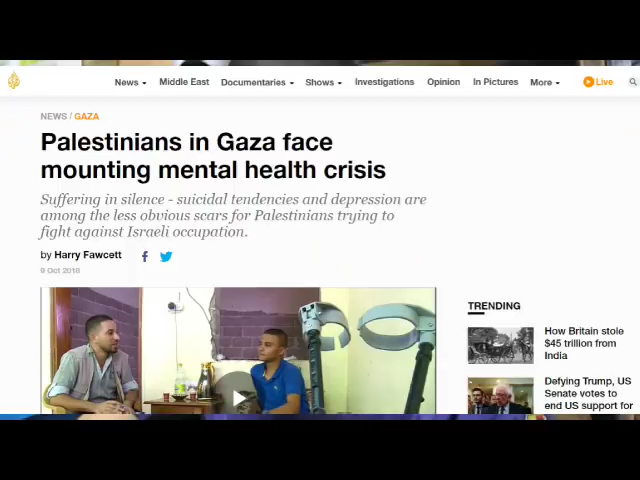 News Middle East Documentaries Shows Investigations Opinion In Pictures More Live
NEWS / GAZA
Palestinians in Gaza face
mounting mental health crisis
Suffering in silence - suicidal tendencies and depression are
among the less obvious scars for Palestinians trying to
fight against Israeli occupation.
by Harry Fawcett
9 Oct 2018
TRENDING
How Britain stole
$45 trillion from
India
Defying Trump, US
Senate votes to
end US support for